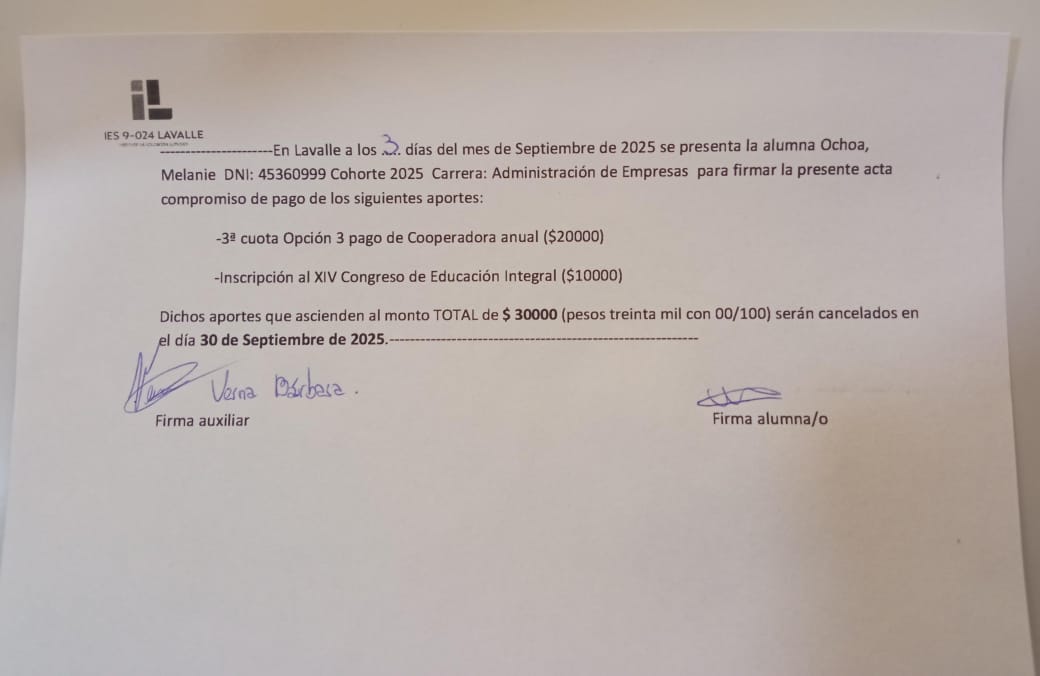 iL
IES 9-024 LAVALLE
----------------------En Lavalle a los .3. días del mes de Septiembre de 2025 se presenta la alumna Ochoa,
Melanie DNI: 45360999 Cohorte 2025 Carrera: Administración de Empresas para firmar la presente acta
compromiso de pago de los siguientes aportes:
-3ª cuota Opción 3 pago de Cooperadora anual ($20000)
-Inscripción al XIV Congreso de Educación Integral ($10000)
Dichos aportes que ascienden al monto TOTAL de $ 30000 (pesos treinta mil con 00/100) serán cancelados en
el día 30 de Septiembre de 2025.------------------------------------------------------------
Verna Bárbara.
Firma auxiliar
Firma alumna/o